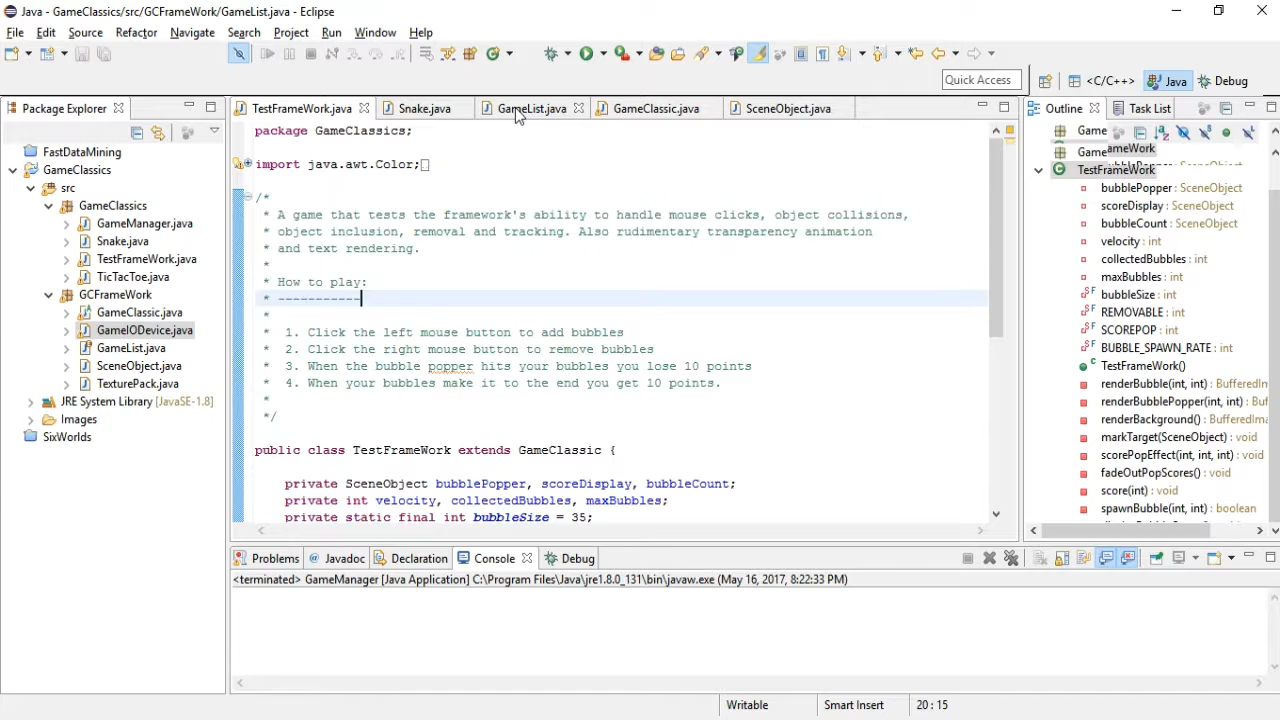 Java - GameClassics/src/GCFrameWork/GameList.java - Eclipse
File Edit Source Refactor Navigate Search Project Run Window Help
Quick Access
<C/C++> Java Debug
Package Explorer
FastDataMining
GameClassics
src
GameClassics
GameManager.java
Snake.java
TestFrameWork.java
TicTacToe.java
GCFrameWork
GameClassic.java
GameIODevice.java
GameList.java
SceneObject.java
TexturePack.java
JRE System Library [JavaSE-1.8]
Images
SixWorlds
TestFrameWork.java Snake.java GameList.java GameClassic.java SceneObject.java
package GameClassics;
import java.awt.Color;
/*
* A game that tests the framework's ability to handle mouse clicks, object collisions,
* object inclusion, removal and tracking. Also rudimentary transparency animation
* and text rendering.
*
* How to play:
* -----------
*
* 1. Click the left mouse button to add bubbles
* 2. Click the right mouse button to remove bubbles
* 3. When the bubble popper hits your bubbles you lose 10 points
* 4. When your bubbles make it to the end you get 10 points.
*
*/
public class TestFrameWork extends GameClassic {
private SceneObject bubblePopper, scoreDisplay, bubbleCount;
private int velocity, collectedBubbles, maxBubbles;
private static final int bubbleSize = 35;
Outline Task List
Game
Game
ameWork
TestFrameWork
bubblePopper : SceneObject
scoreDisplay : SceneObject
bubbleCount : SceneObject
velocity : int
collectedBubbles : int
maxBubbles : int
bubbleSize : int
REMOVABLE : int
SCOREPOP : int
BUBBLE_SPAWN_RATE : int
TestFrameWork()
renderBubble(int, int) : BufferedI
renderBubblePopper(int, int) : Buf
renderBackground() : BufferedIma
markTarget(SceneObject) : void
scorePopEffect(int, int, int) : void
fadeOutPopScores() : void
score(int) : void
spawnBubble(int) : boolean
Problems @ Javadoc Declaration Console Debug
<terminated> GameManager [Java Application] C:\Program Files\Java\jre1.8.0_131\bin\javaw.exe (May 16, 2017, 8:22:33 PM)
Writable Smart Insert 20 : 15